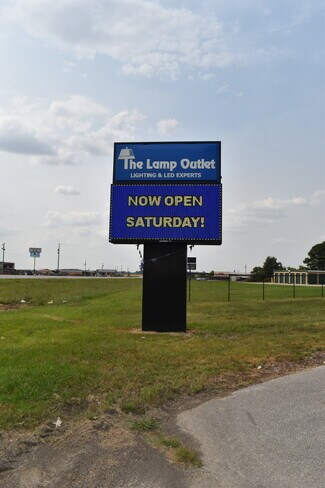 The Lamp Outlet
LIGHTING & LED EXPERTS
NOW OPEN
SATURDAY!